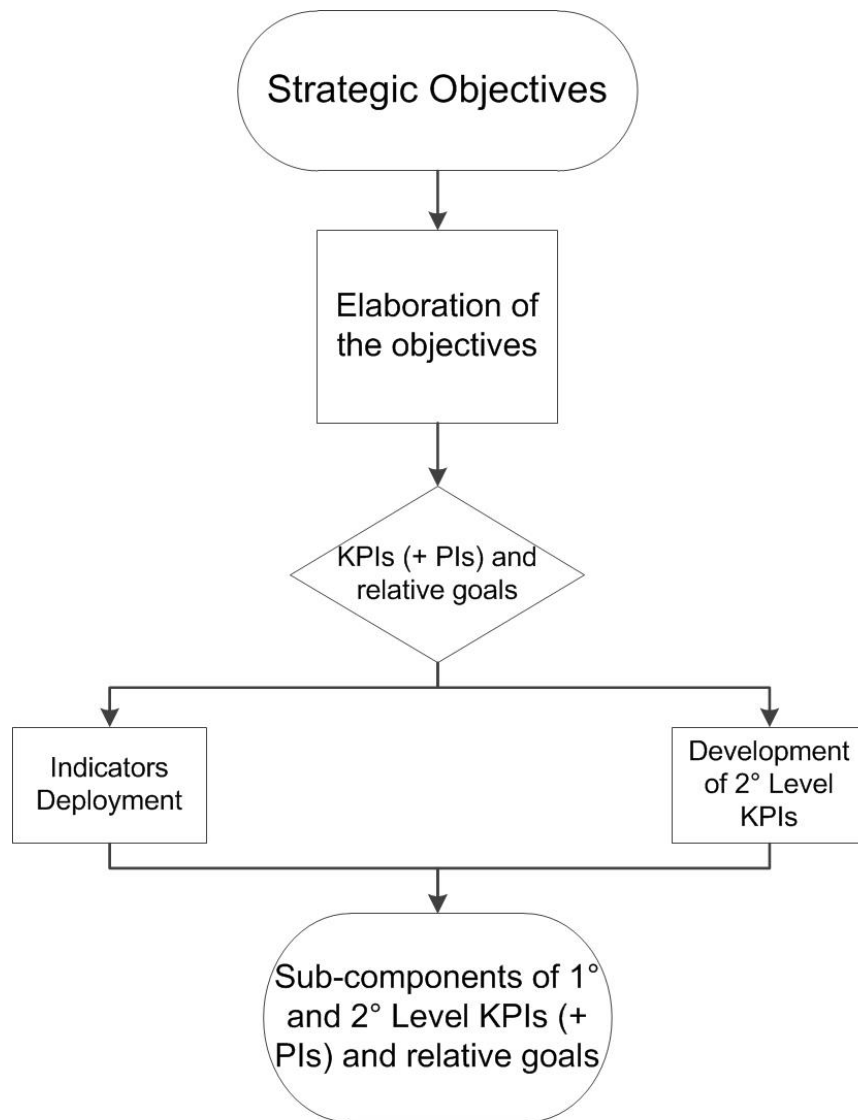 Strategic Objectives
Elaboration of
the objectives
KPIs (+ PIs) and
relative goals
Indicators
Deployment
Development
of 2° Level
KPIs
Sub-components of 1°
and 2° Level KPIs (+
PIs) and relative goals